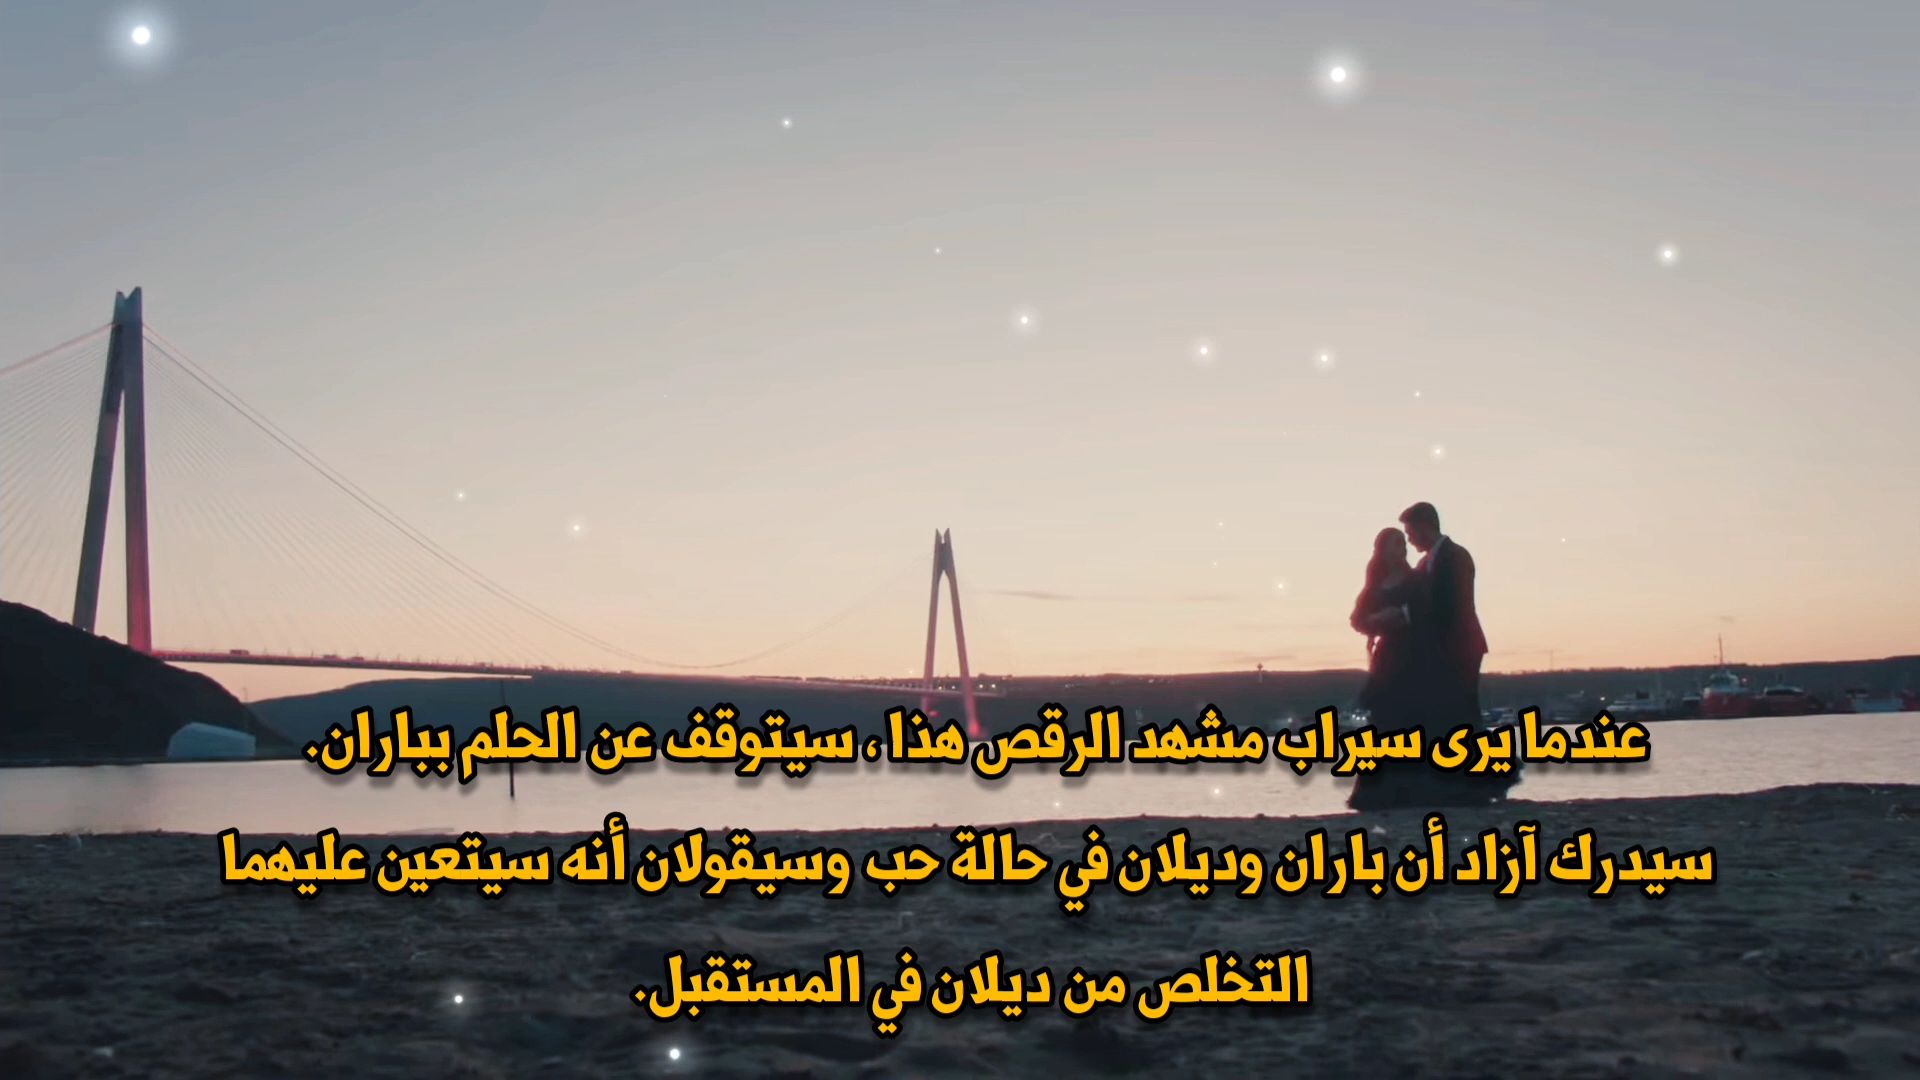 عندما يرى سيراب مشهد الرقص هذا ، سيتوقف عن الحلم بباران.
سيدرك آزاد أن باران وديلان في حالة حب وسيقولان أنه سيتعين عليهما
التخلص من ديلان في المستقبل.